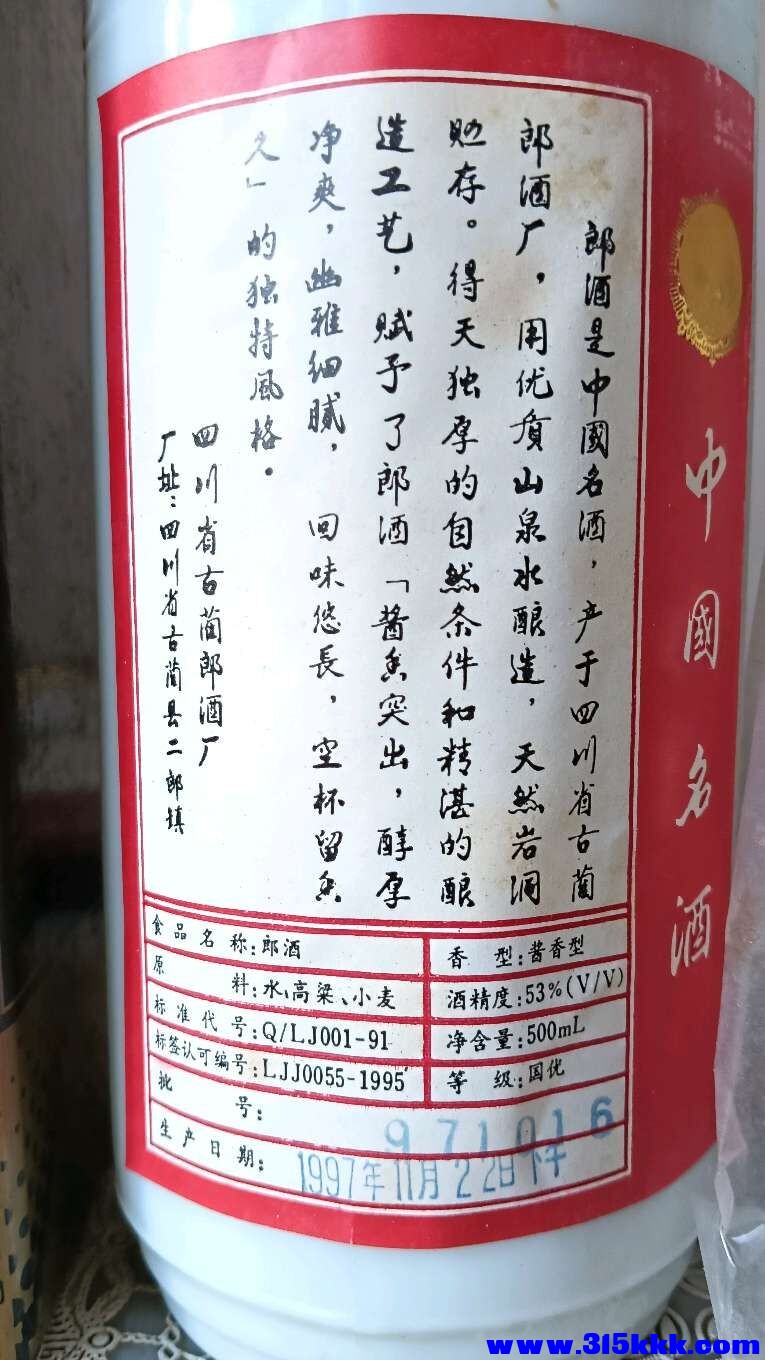 中國名酒
郎酒是中國名酒，产于四川省古蔺
郎酒厂，用优质山泉水酿造，天然岩洞
贮存。得天独厚的自然条件和精湛的酿
造工艺，赋予了郎酒「酱香突出，醇厚
净爽，幽雅细腻，回味悠長，空杯留香
久」的独特風格。
四川省古蔺郎酒厂
厂址：四川省古蔺县二郎镇
食品名称：郎酒
香型：酱香型
原料：水、高粱、小麦
酒精度：53%(V/V)
标准代号：Q/LJ001-91
净含量：500mL
标签认可编号：LJJ0055-1995
等级：国优
批号：971016
生产日期：1997年11月22日
www.315kkk.com